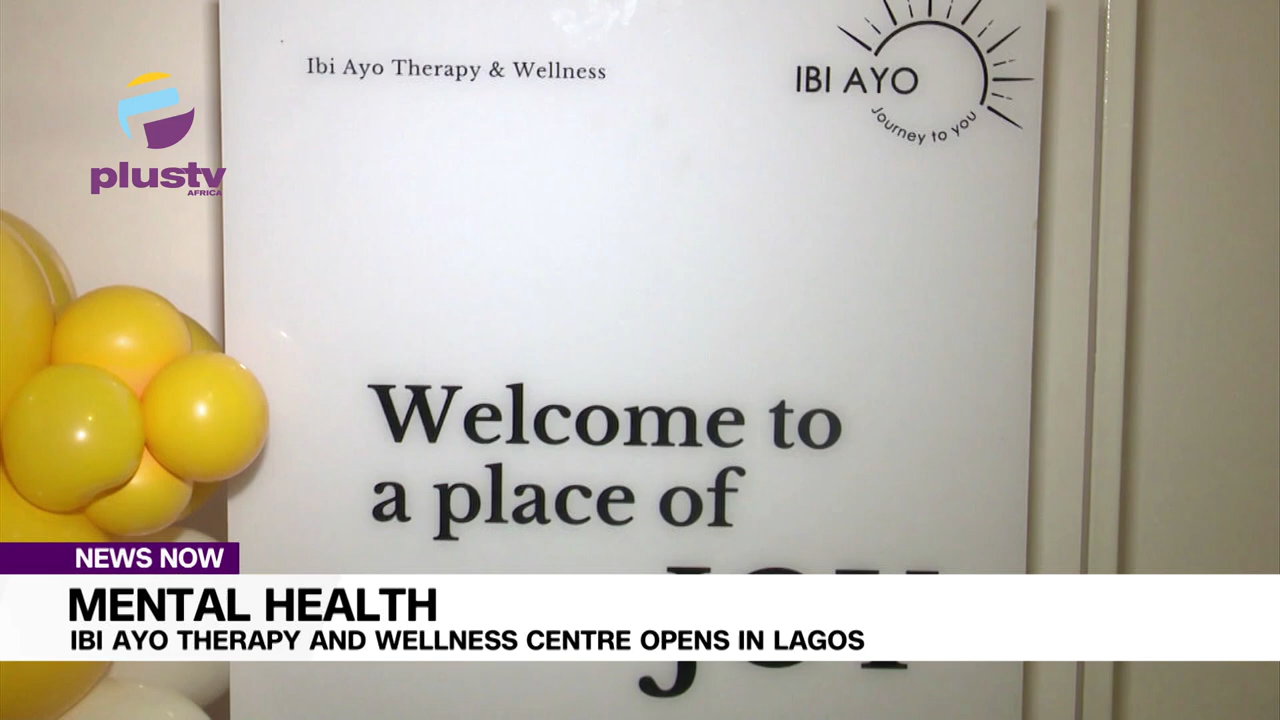 Ibi Ayo Therapy & Wellness
IBI AYO
Journey to you
plustv
AFRICA
Welcome to
a place of
JOY
NEWS NOW
MENTAL HEALTH
IBI AYO THERAPY AND WELLNESS CENTRE OPENS IN LAGOS